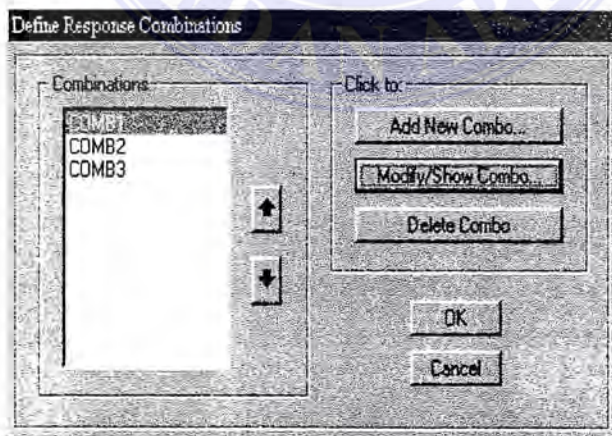 Define Response Combinations
Combinations
COMB1
COMB2
COMB3
Click to:
Add New Combo...
Modify/Show Combo...
Delete Combo
OK
Cancel